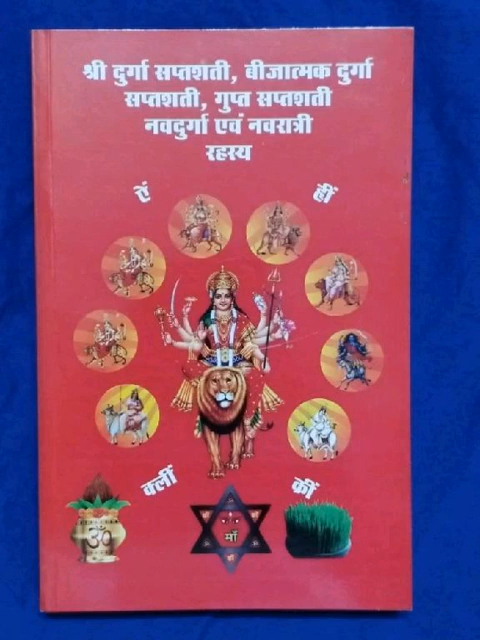 श्री दुर्गा सप्तशती, बीजात्मक दुर्गा
सप्तशती, गुप्त सप्तशती
नवदुर्गा एवं नवरात्री
रहस्य
ऐं
ह्रीं
क्लीं
क्रीं
ॐ
माँ